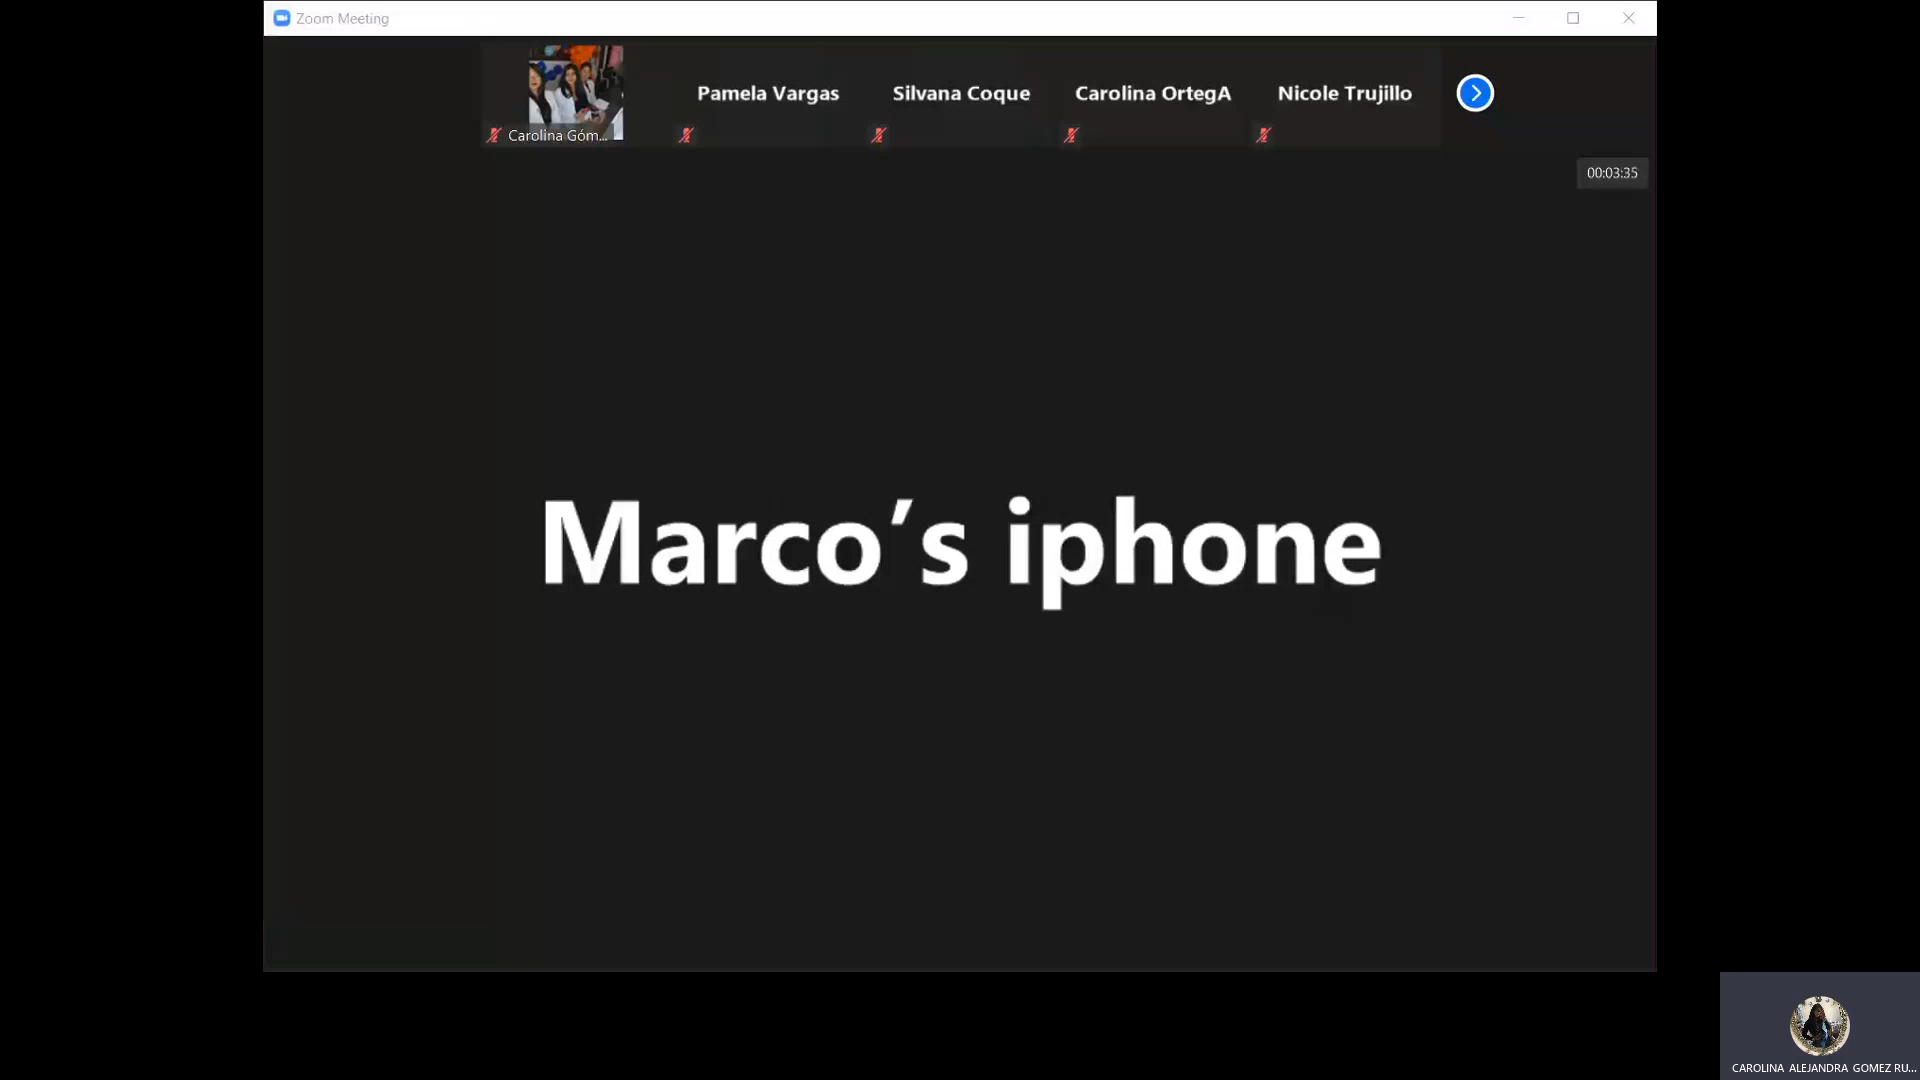 Zoom Meeting
Pamela Vargas
Silvana Coque
Carolina OrtegA
Nicole Trujillo
Carolina Góm...
00:03:35
Marco’s iphone
CAROLINA ALEJANDRA GOMEZ RU...